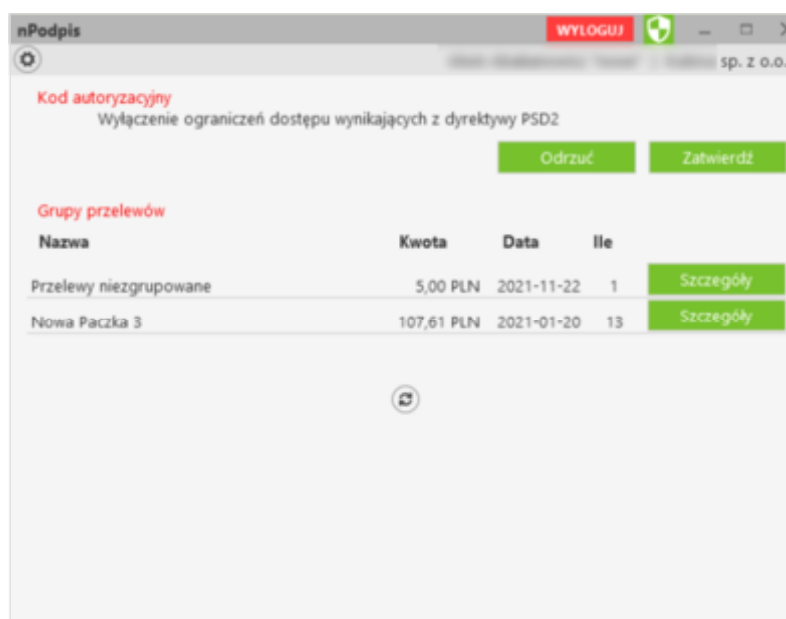 nPodpis WYLOGUJ
sp. z o.o.
Kod autoryzacyjny
Wyłączenie ograniczeń dostępu wynikających z dyrektywy PSD2
Odrzuć Zatwierdź
Grupy przelewów
Nazwa Kwota Data Ile
Przelewy niezgrupowane 5,00 PLN 2021-11-22 1 Szczegóły
Nowa Paczka 3 107,61 PLN 2021-01-20 13 Szczegóły